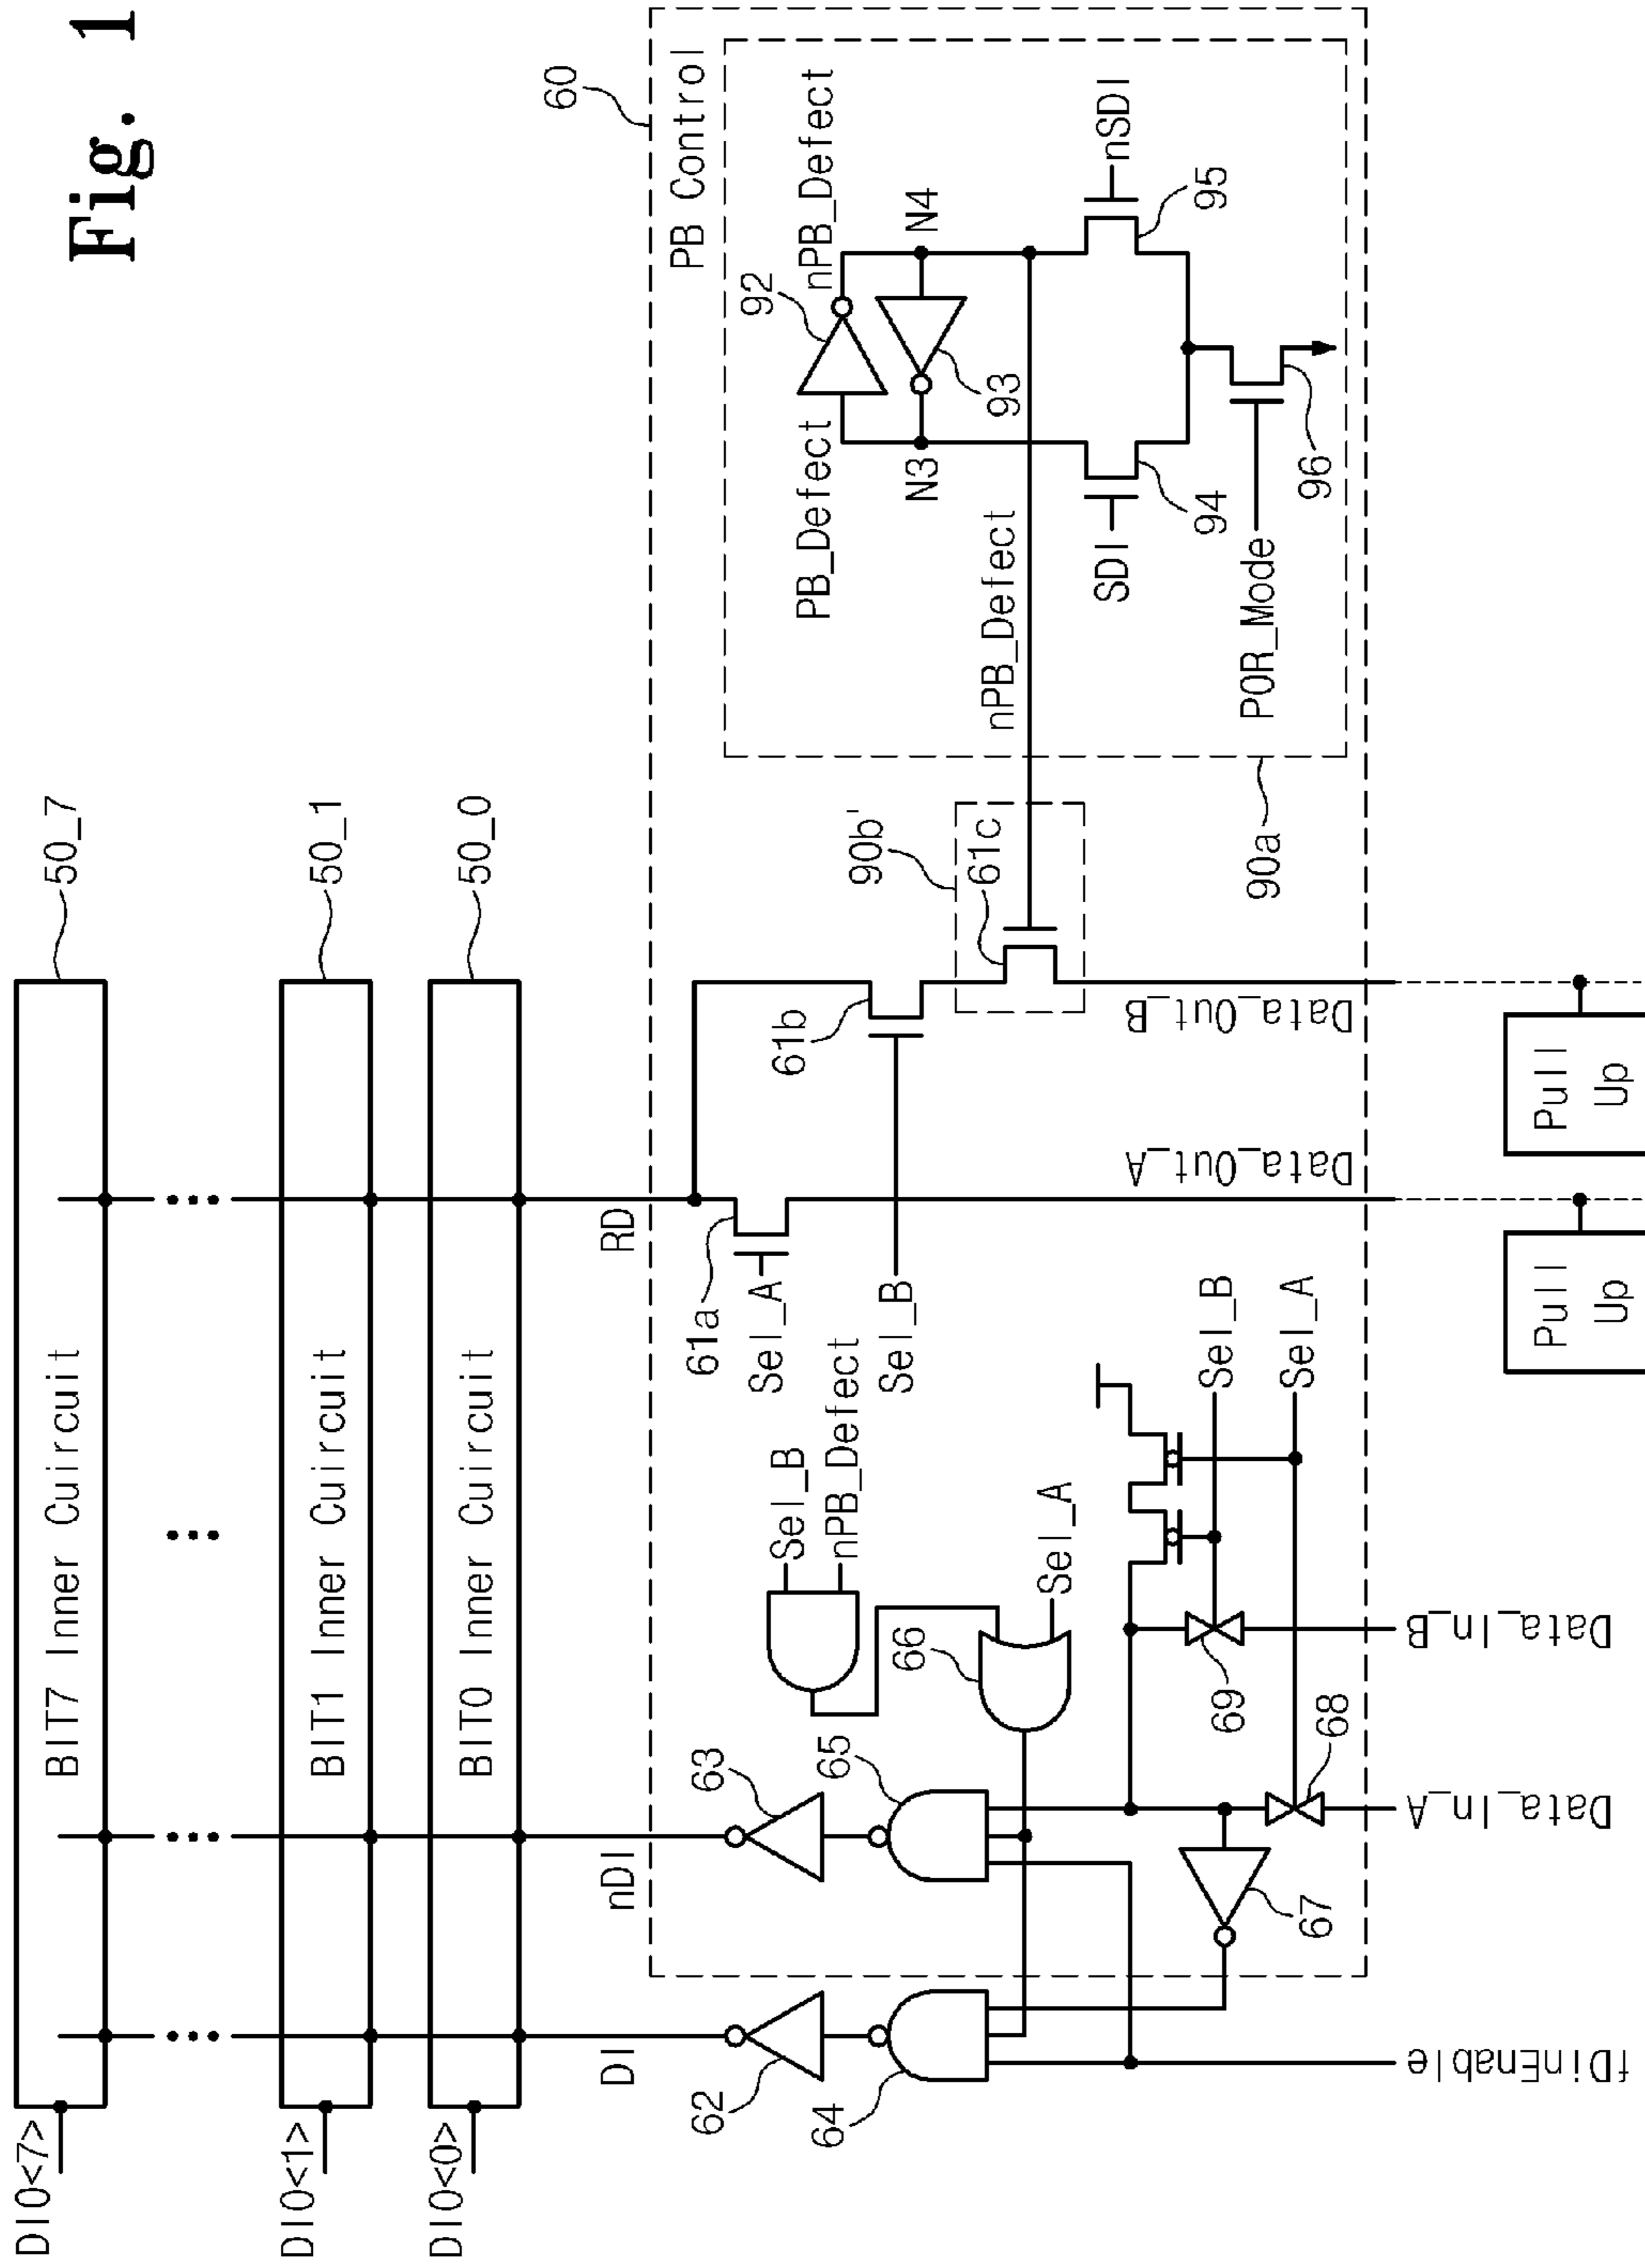 Fig. 1
DIO<7>
BIT7 Inner Cuircuit
50_7
DIO<1>
BIT1 Inner Cuircuit
50_1
DIO<0>
BIT0 Inner Cuircuit
50_0
60
DI
nDI
RD
PB Control
62
63
61a
Sel_A
Sel_B
nPB_Defect
61b
Sel_B
64
65
66
Sel_A
90b'
61c
nPB_Defect
PB_Defect
92
nPB_Defect
N3
93
N4
SDI
94
nSDI
95
POR_Mode
96
90a
67
68
69
Sel_B
Sel_A
fDinEnable
Data_In_A
Data_In_B
Data_Out_A
Data_Out_B
Pull
Up
Pull
Up